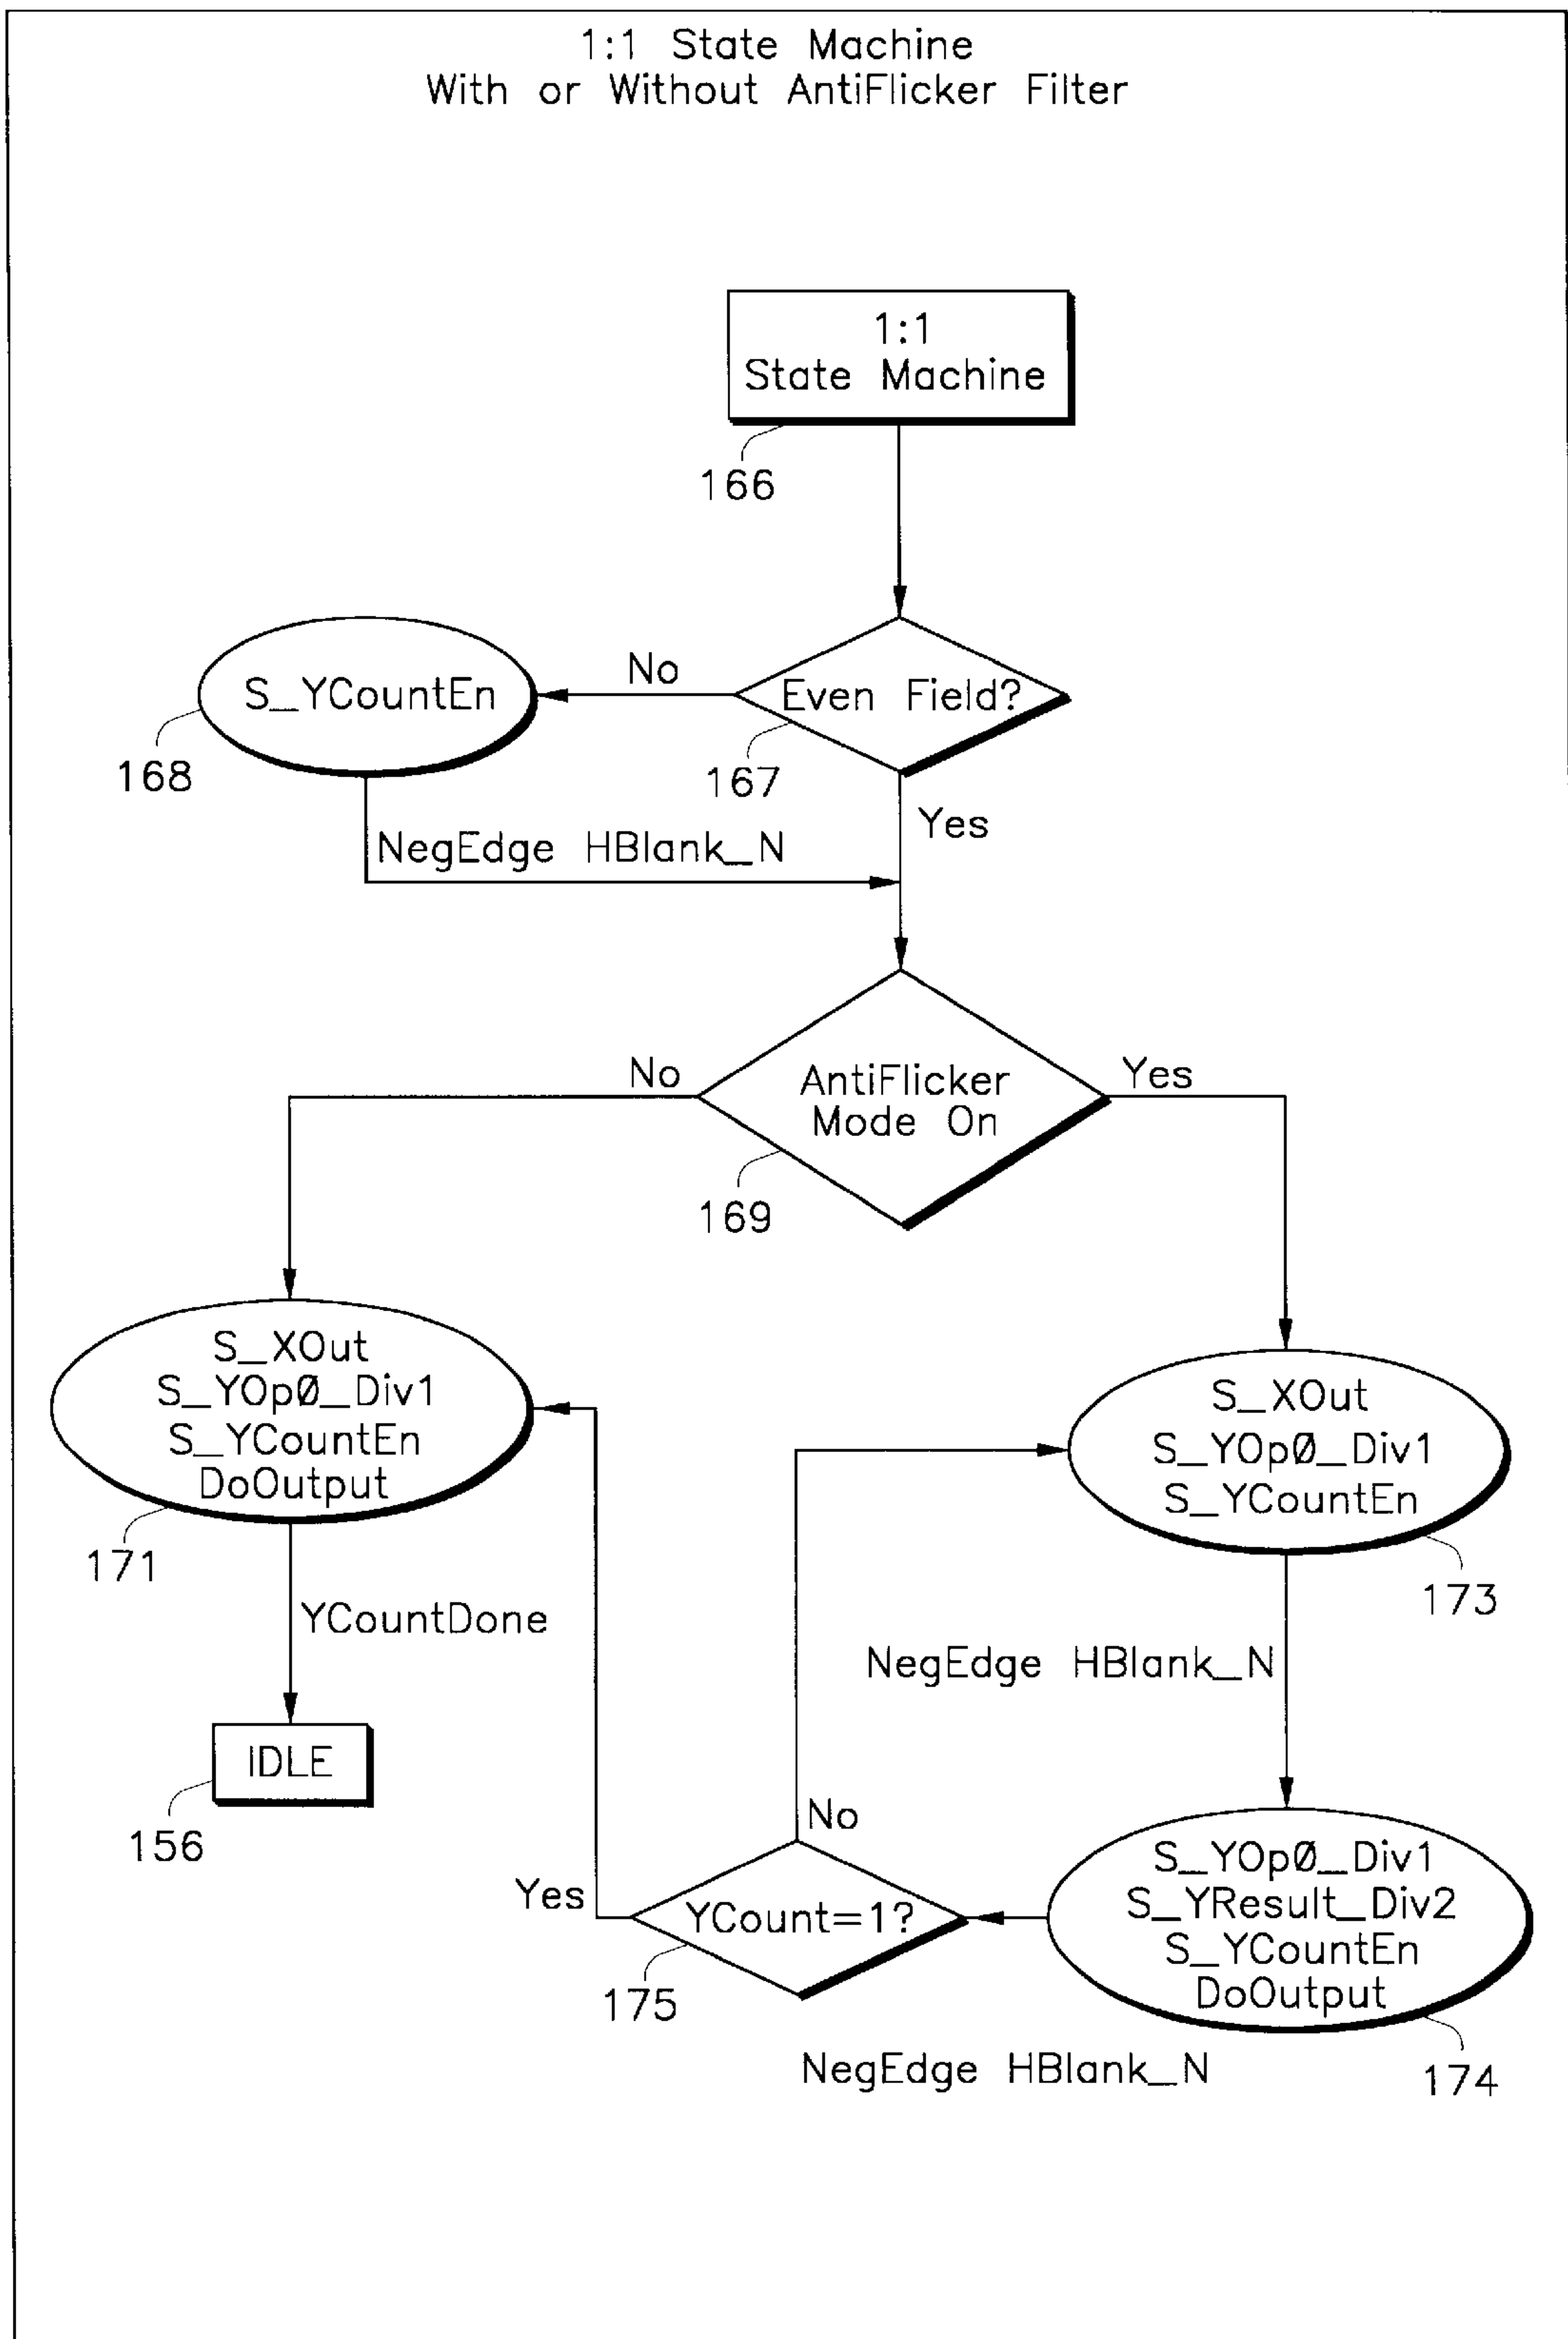 1:1 State Machine
With or Without AntiFlicker Filter
1:1
State Machine
166
Even Field?
167
No
S_YCountEn
168
Yes
NegEdge HBlank_N
AntiFlicker
Mode On
169
No
Yes
S_XOut
S_YOpØ_Div1
S_YCountEn
DoOutput
171
YCountDone
IDLE
156
S_XOut
S_YOpØ_Div1
S_YCountEn
173
NegEdge HBlank_N
S_YOpØ_Div1
S_YResult_Div2
S_YCountEn
DoOutput
174
NegEdge HBlank_N
YCount=1?
175
No
Yes